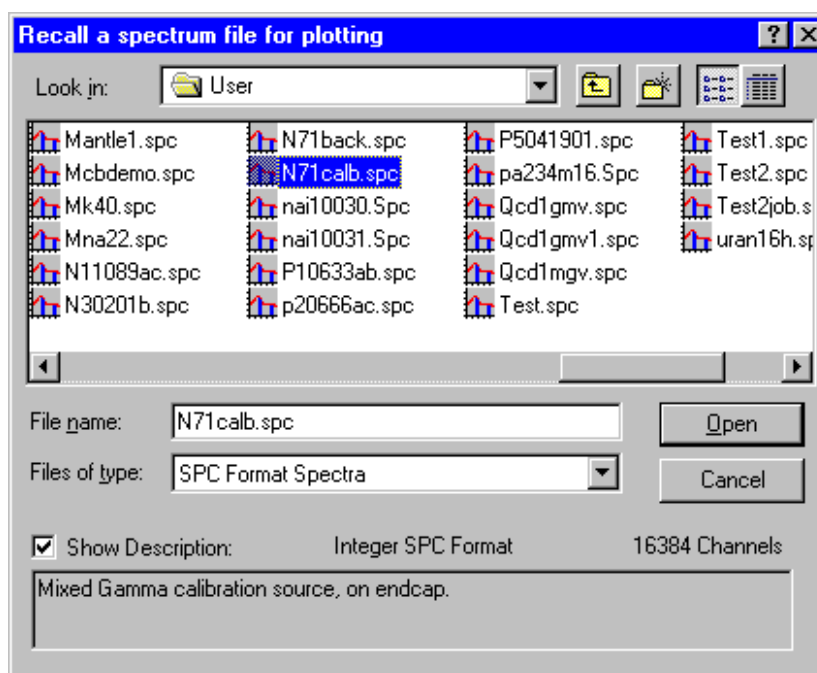 Recall a spectrum file for plotting
Look in: User
Mantle1.spc N71back.spc P5041901.spc Test1.spc
Mcbdemo.spc N71calb.spc pa234m16.Spc Test2.spc
Mk40.spc nai10030.Spc Qcd1gmv.spc Test2job.s
Mna22.spc nai10031.Spc Qcd1gmv1.spc uran16h.sp
N11089ac.spc P10633ab.spc Qcd1mgv.spc
N30201b.spc p20666ac.spc Test.spc
File name: N71calb.spc Open
Files of type: SPC Format Spectra Cancel
Show Description: Integer SPC Format 16384 Channels
Mixed Gamma calibration source, on endcap.